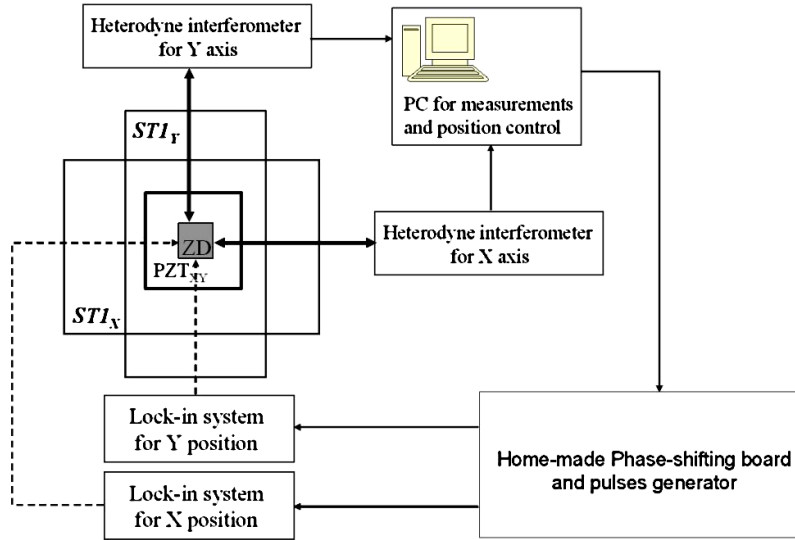 Heterodyne interferometer
for Y axis
PC for measurements
and position control
ST1Y
ZD
PZTXY
Heterodyne interferometer
for X axis
ST1X
Lock-in system
for Y position
Home-made Phase-shifting board
and pulses generator
Lock-in system
for X position